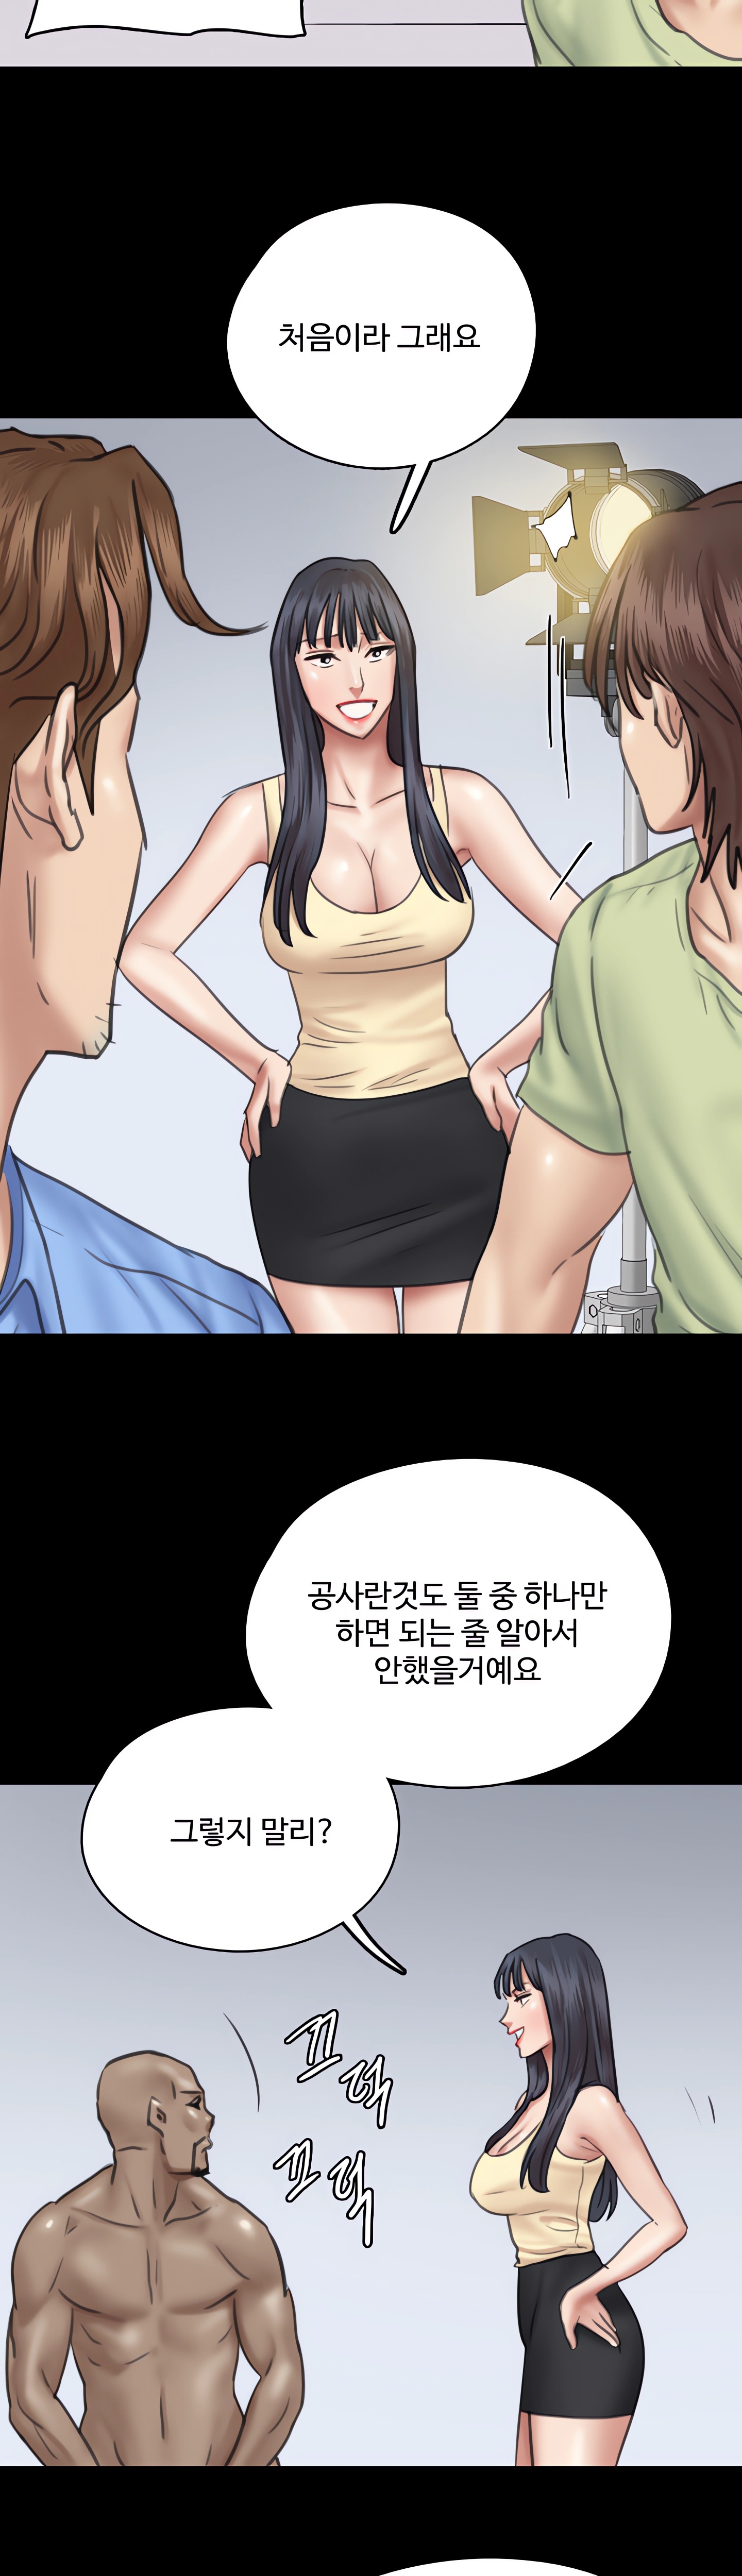 처음이라 그래요
공사란것도 둘 중 하나만
하면 되는 줄 알아서
안했을거예요
그렇지 말리?
끄덕
끄덕